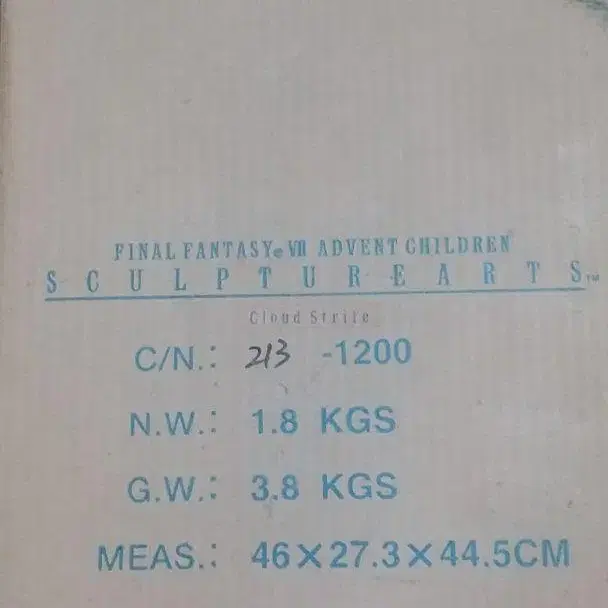 FINAL FANTASY® VII ADVENT CHILDREN
SCULPTUREARTS™
Cloud Strife
C/N.: 213 -1200
N.W.: 1.8 KGS
G.W.: 3.8 KGS
MEAS.: 46×27.3×44.5CM